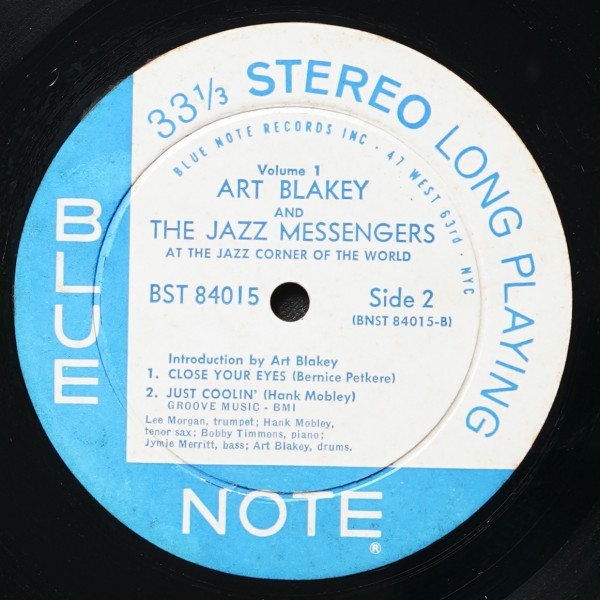 33⅓ STEREO LONG PLAYING
BLUE NOTE RECORDS INC · 47 WEST 63rd · NYC
Volume 1
ART BLAKEY
AND
THE JAZZ MESSENGERS
AT THE JAZZ CORNER OF THE WORLD
BST 84015
Side 2
(BNST 84015-B)
Introduction by Art Blakey
1. CLOSE YOUR EYES (Bernice Petkere)
2. JUST COOLIN' (Hank Mobley)
GROOVE MUSIC - BMI
Lee Morgan, trumpet; Hank Mobley,
tenor sax; Bobby Timmons, piano;
Jymie Merritt, bass; Art Blakey, drums.
BLUE
NOTE
®